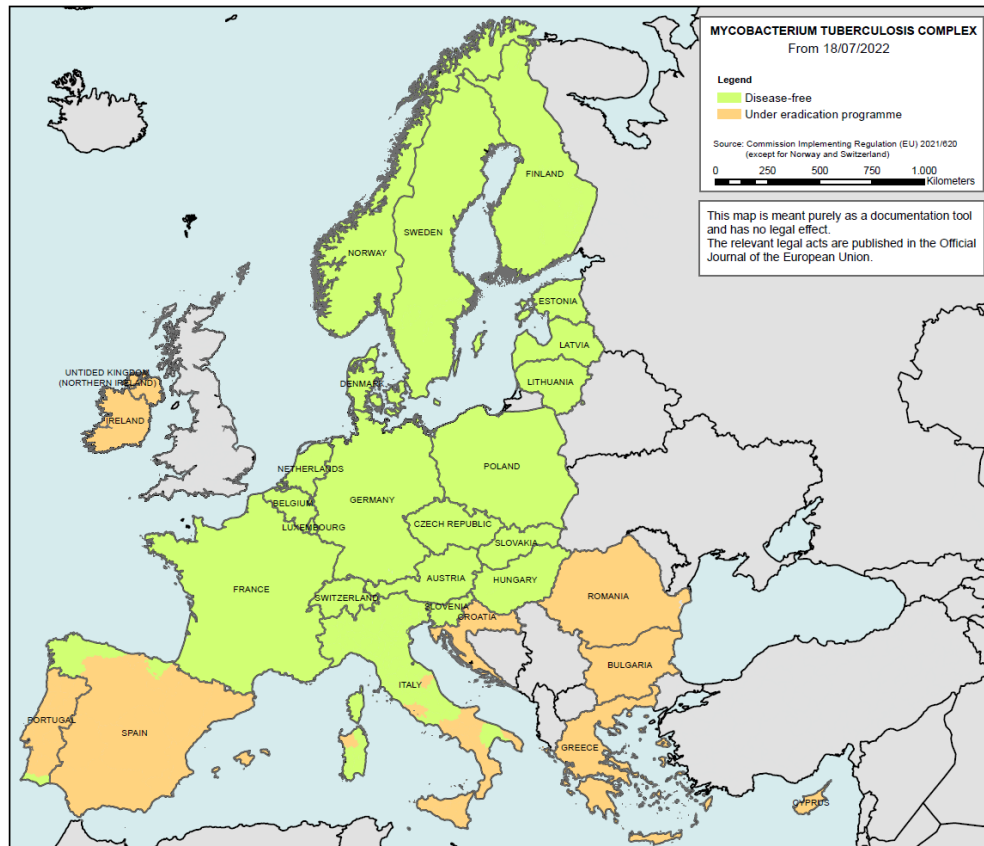 MYCOBACTERIUM TUBERCULOSIS COMPLEX
From 18/07/2022
Legend
Disease-free
Under eradication programme
Source: Commission Implementing Regulation (EU) 2021/620
(except for Norway and Switzerland)
0 250 500 750 1.000
Kilometers
This map is meant purely as a documentation tool
and has no legal effect.
The relevant legal acts are published in the Official
Journal of the European Union.
FINLAND
SWEDEN
NORWAY
ESTONIA
LATVIA
LITHUANIA
UNTIDED KINGDOM
(NORTHERN IRELAND)
DENMARK
IRELAND
NETHERLANDS
POLAND
GERMANY
BELGIUM
LUXEMBOURG
CZECH REPUBLIC
SLOVAKIA
AUSTRIA
HUNGARY
FRANCE
SWITZERLAND
ROMANIA
SLOVENIA
CROATIA
BULGARIA
ITALY
PORTUGAL
SPAIN
GREECE
CYPRUS